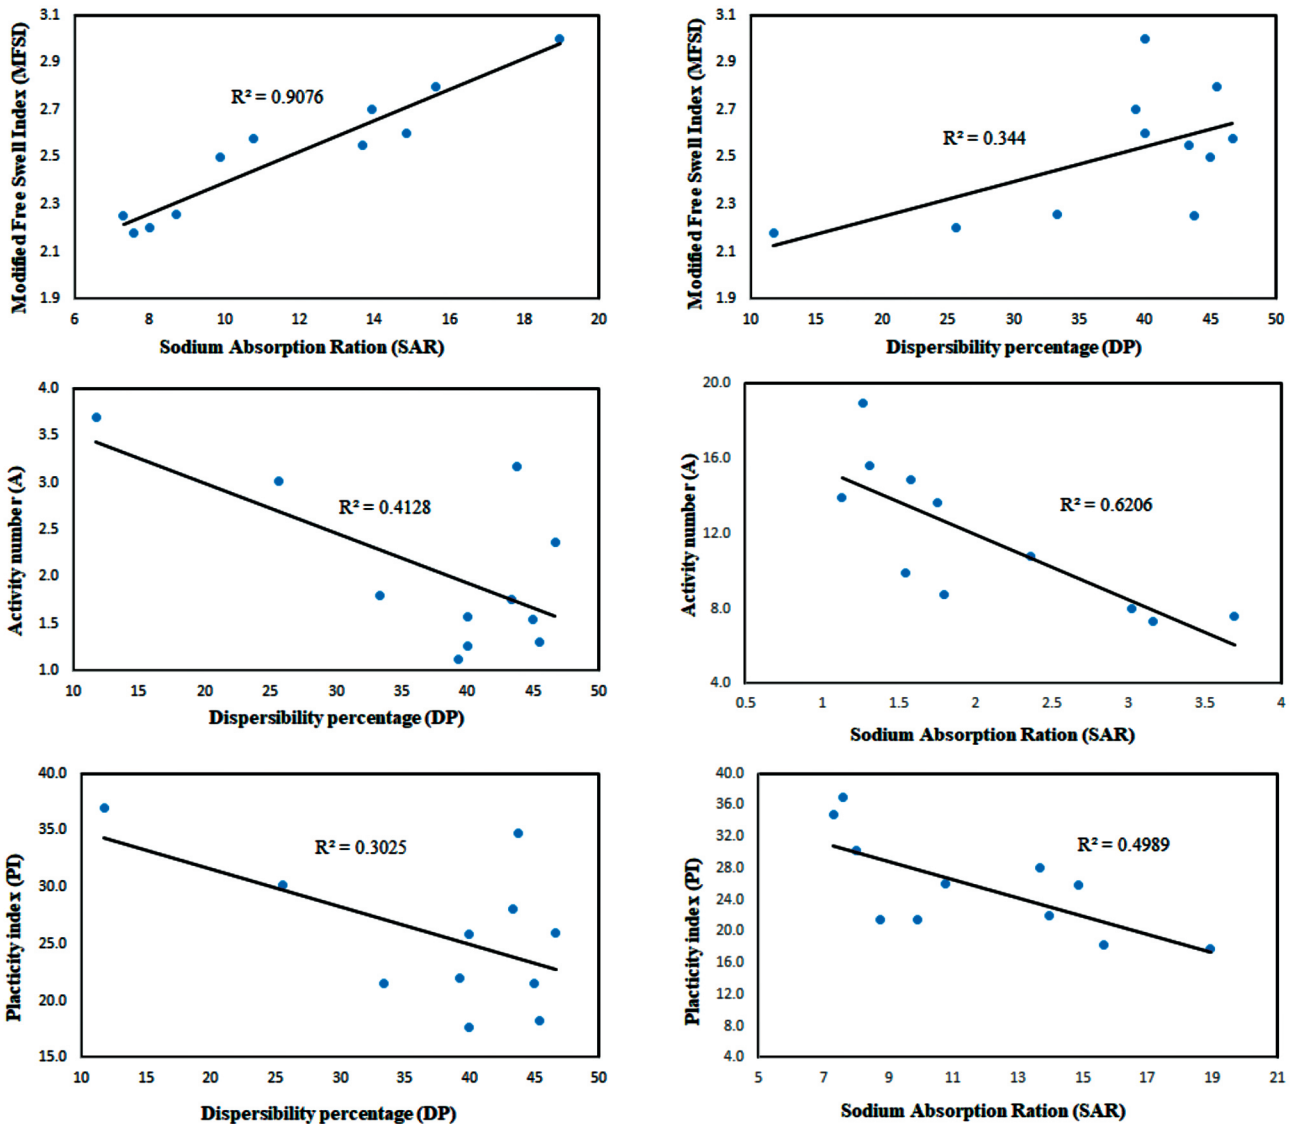 Modified Free Swell Index (MFSI)
3.1
2.9
2.7
2.5
2.3
2.1
1.9
R² = 0.9076
6 8 10 12 14 16 18 20
Sodium Absorption Ration (SAR)
Modified Free Swell Index (MFSI)
3.1
2.9
2.7
2.5
2.3
2.1
1.9
R² = 0.344
10 15 20 25 30 35 40 45 50
Dispersibility percentage (DP)
Activity number (A)
4.0
3.5
3.0
2.5
2.0
1.5
1.0
R² = 0.4128
10 15 20 25 30 35 40 45 50
Dispersibility percentage (DP)
Activity number (A)
20.0
16.0
12.0
8.0
4.0
R² = 0.6206
0.5 1 1.5 2 2.5 3 3.5 4
Sodium Absorption Ration (SAR)
Placticity index (PI)
40.0
35.0
30.0
25.0
20.0
15.0
R² = 0.3025
10 15 20 25 30 35 40 45 50
Dispersibility percentage (DP)
Placticity index (PI)
40.0
36.0
32.0
28.0
24.0
20.0
16.0
12.0
8.0
4.0
R² = 0.4989
5 7 9 11 13 15 17 19 21
Sodium Absorption Ration (SAR)